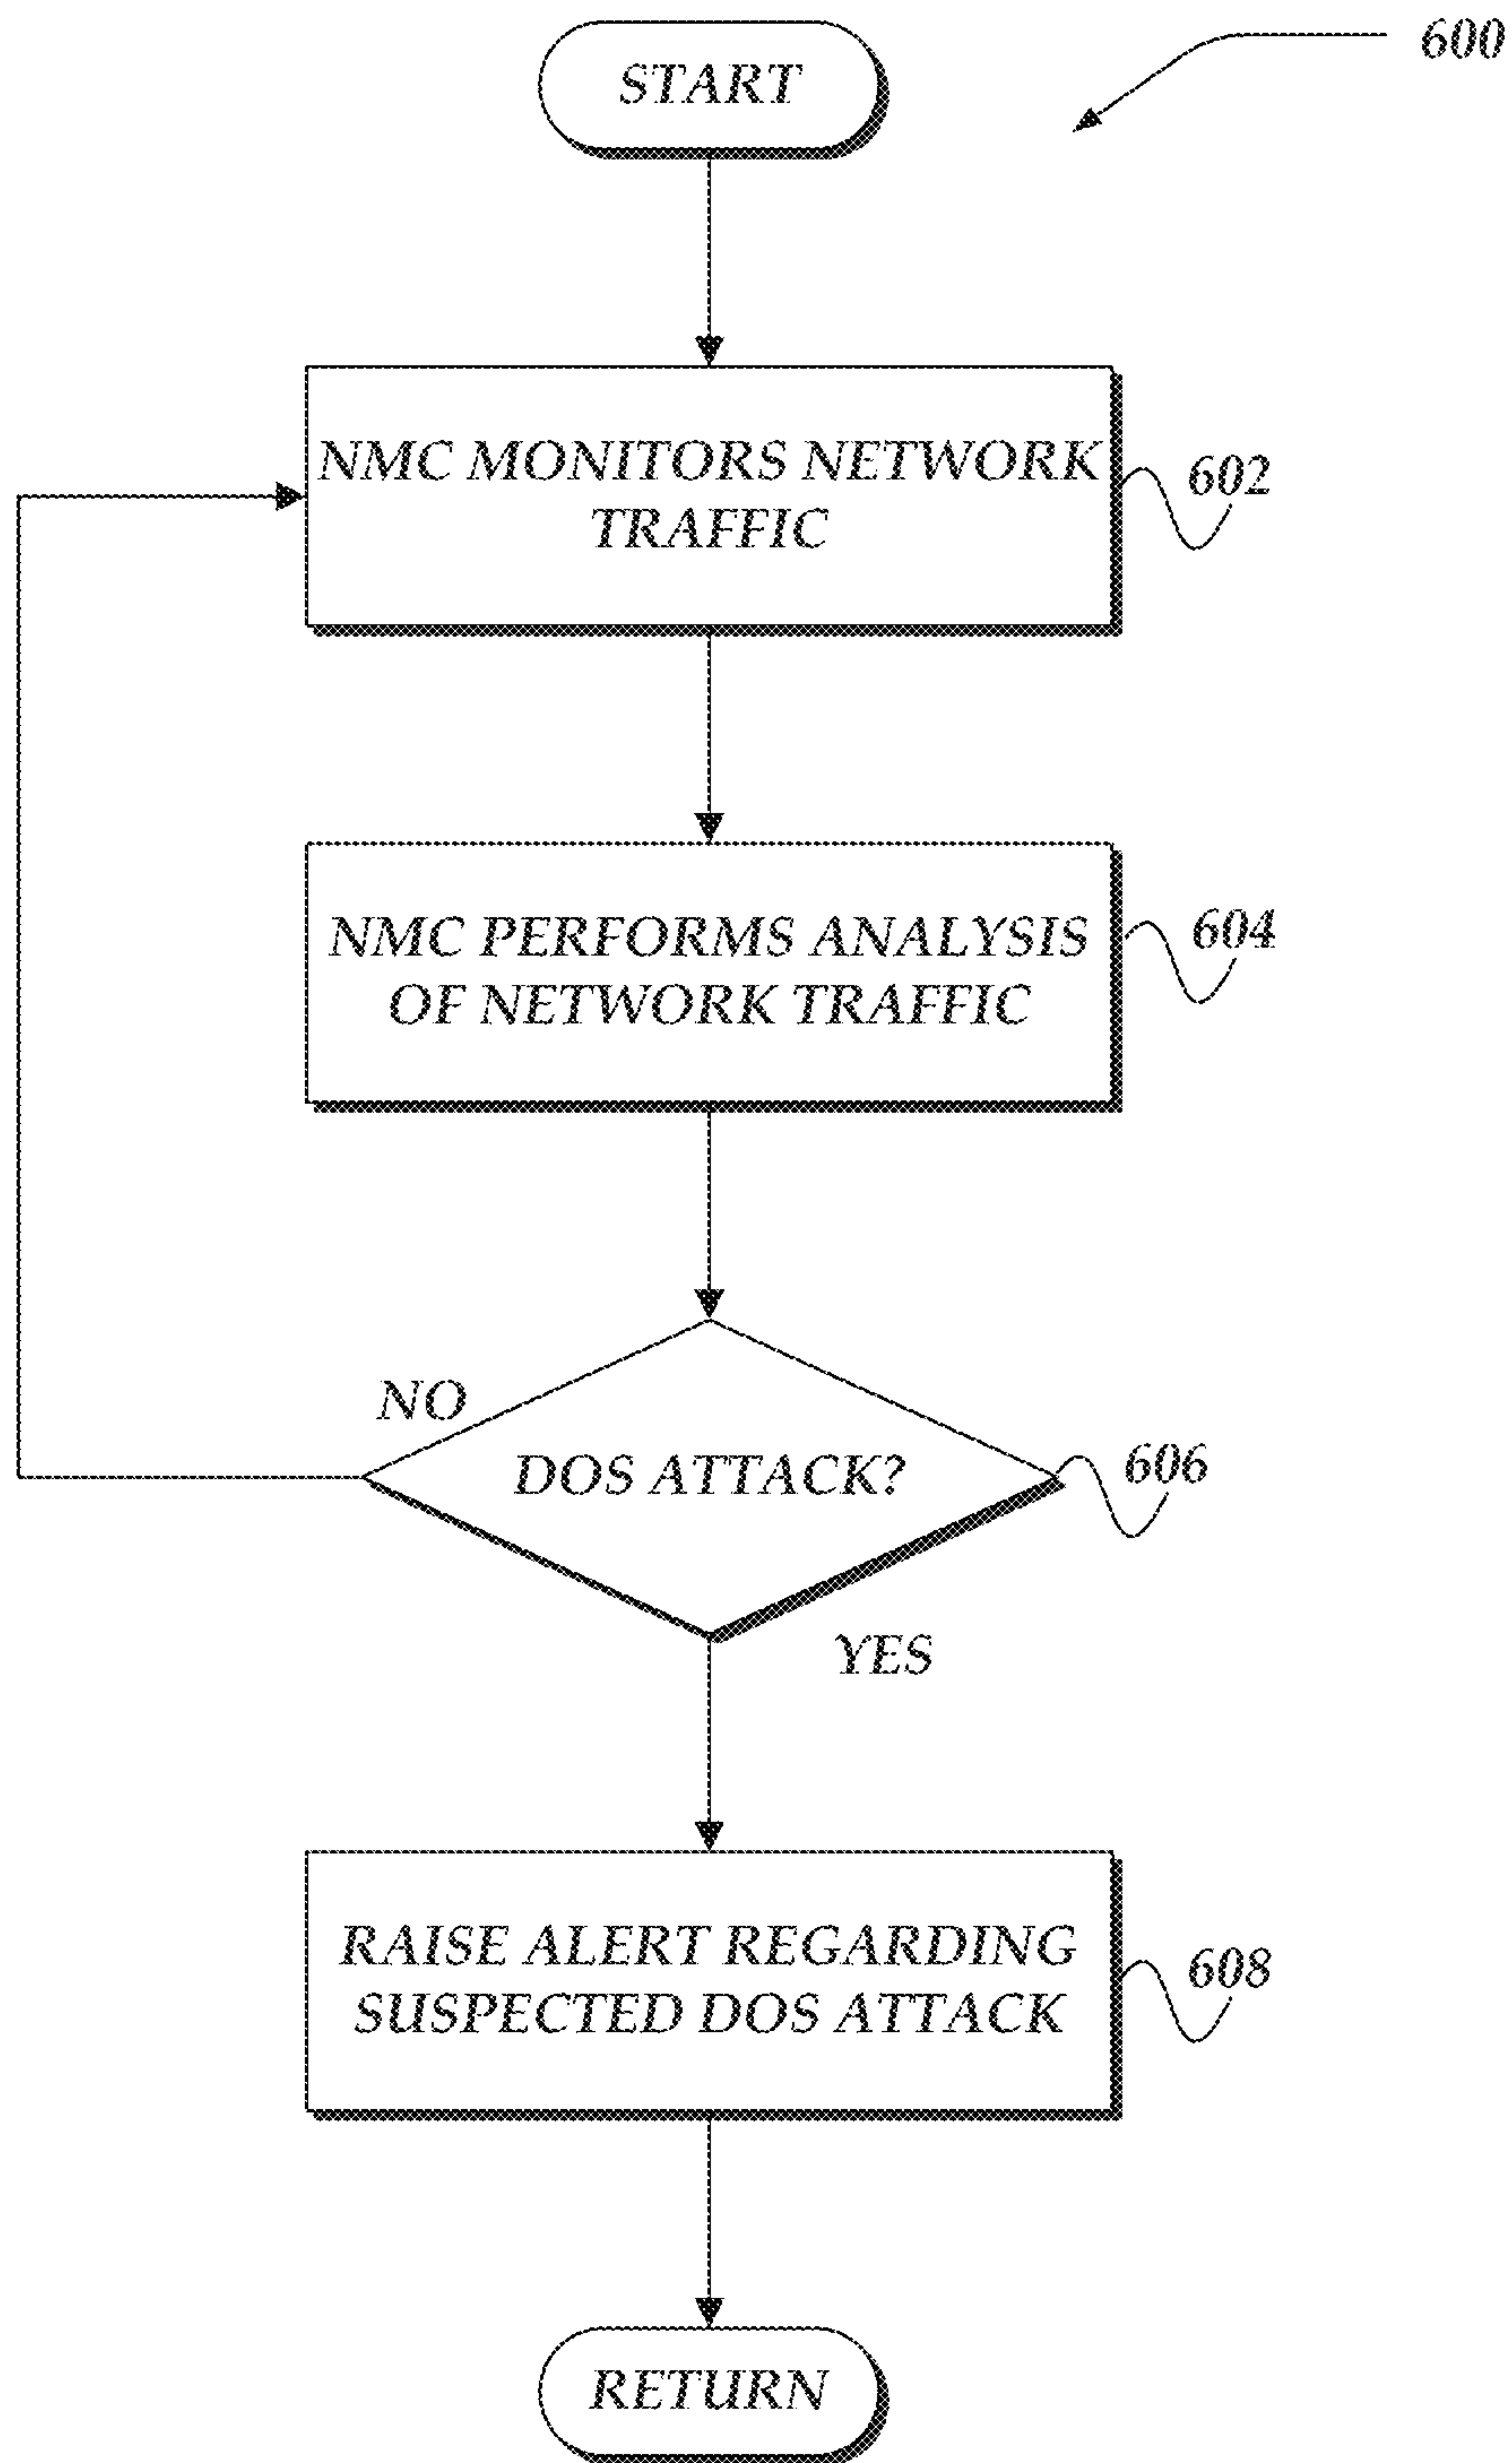 START
600
NMC MONITORS NETWORK
TRAFFIC
602
NMC PERFORMS ANALYSIS
OF NETWORK TRAFFIC
604
NO
DOS ATTACK?
606
YES
RAISE ALERT REGARDING
SUSPECTED DOS ATTACK
608
RETURN